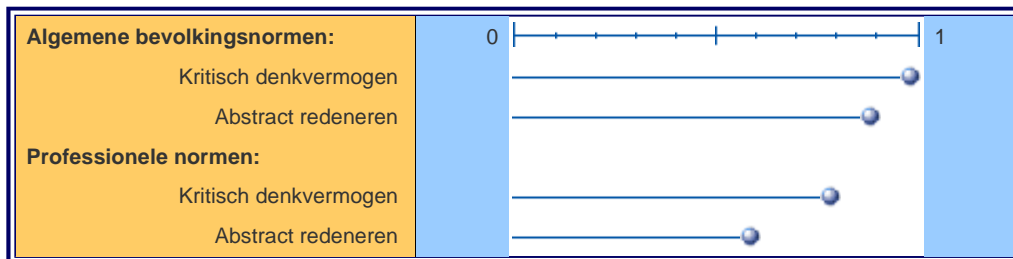 Algemene bevolkingsnormen: 0 1
Kritisch denkvermogen
Abstract redeneren
Professionele normen:
Kritisch denkvermogen
Abstract redeneren